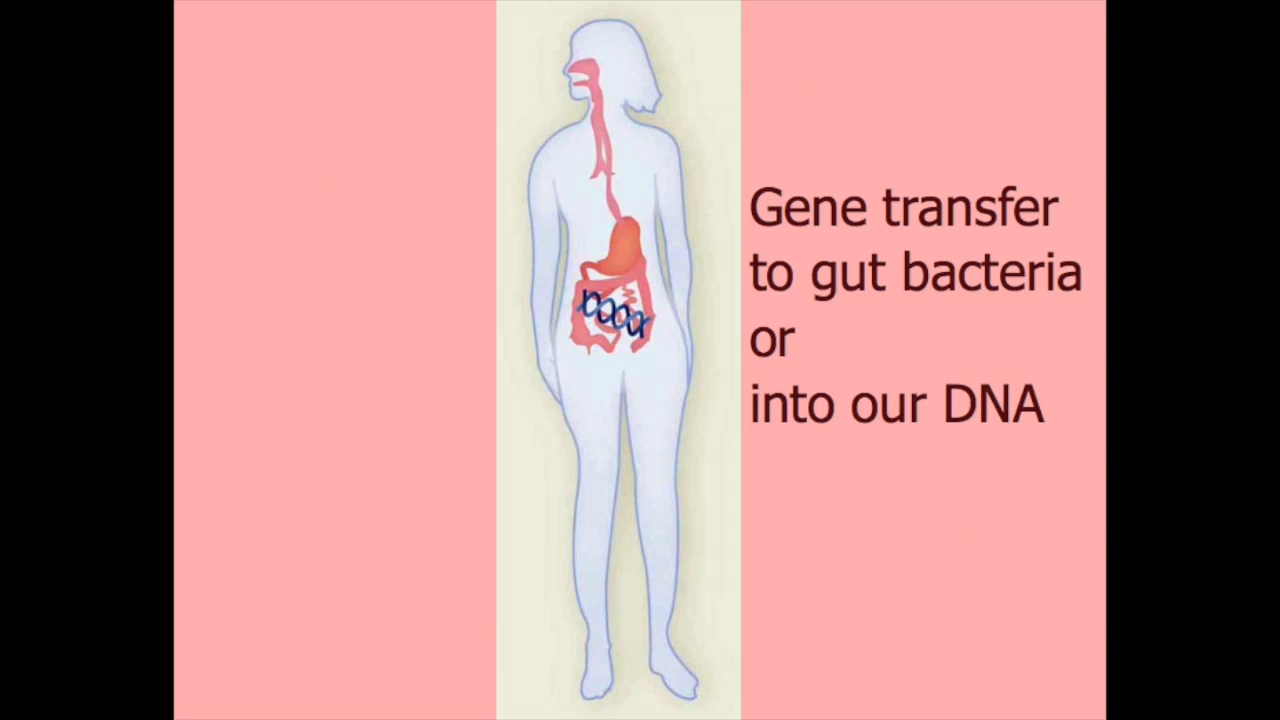 Gene transfer
to gut bacteria
or
into our DNA